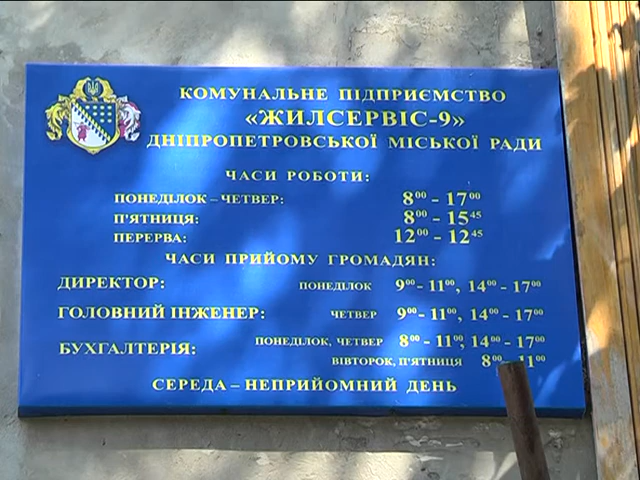 КОМУНАЛЬНЕ ПІДПРИЄМСТВО
«ЖИЛСЕРВІС-9»
ДНІПРОПЕТРОВСЬКОЇ МІСЬКОЇ РАДИ
ЧАСИ РОБОТИ:
ПОНЕДІЛОК – ЧЕТВЕР: 8⁰⁰ - 17⁰⁰
П'ЯТНИЦЯ: 8⁰⁰ - 15⁴⁵
ПЕРЕРВА: 12⁰⁰ - 12⁴⁵
ЧАСИ ПРИЙОМУ ГРОМАДЯН:
ДИРЕКТОР: ПОНЕДІЛОК 9⁰⁰ - 11⁰⁰, 14⁰⁰ - 17⁰⁰
ГОЛОВНИЙ ІНЖЕНЕР: ЧЕТВЕР 9⁰⁰ - 11⁰⁰, 14⁰⁰ - 17⁰⁰
БУХГАЛТЕРІЯ: ПОНЕДІЛОК, ЧЕТВЕР 8⁰⁰ - 11⁰⁰, 14⁰⁰ - 17⁰⁰
ВІВТОРОК, П'ЯТНИЦЯ 8⁰⁰ - 11⁰⁰
СЕРЕДА – НЕПРИЙОМНИЙ ДЕНЬ